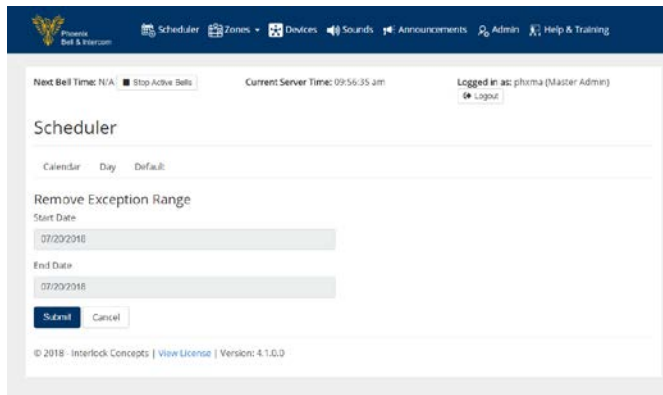 Phoenix
Bell & Intercom
Scheduler Zones Devices Sounds Announcements Admin Help & Training
Next Bell Time: N/A Stop Active Bells Current Server Time: 09:56:35 am Logged in as: phxma (Master Admin)
Logout
Scheduler
Calendar Day Default
Remove Exception Range
Start Date
07/20/2018
End Date
07/20/2018
Submit Cancel
© 2018 - Interlock Concepts | View License | Version: 4.1.0.0